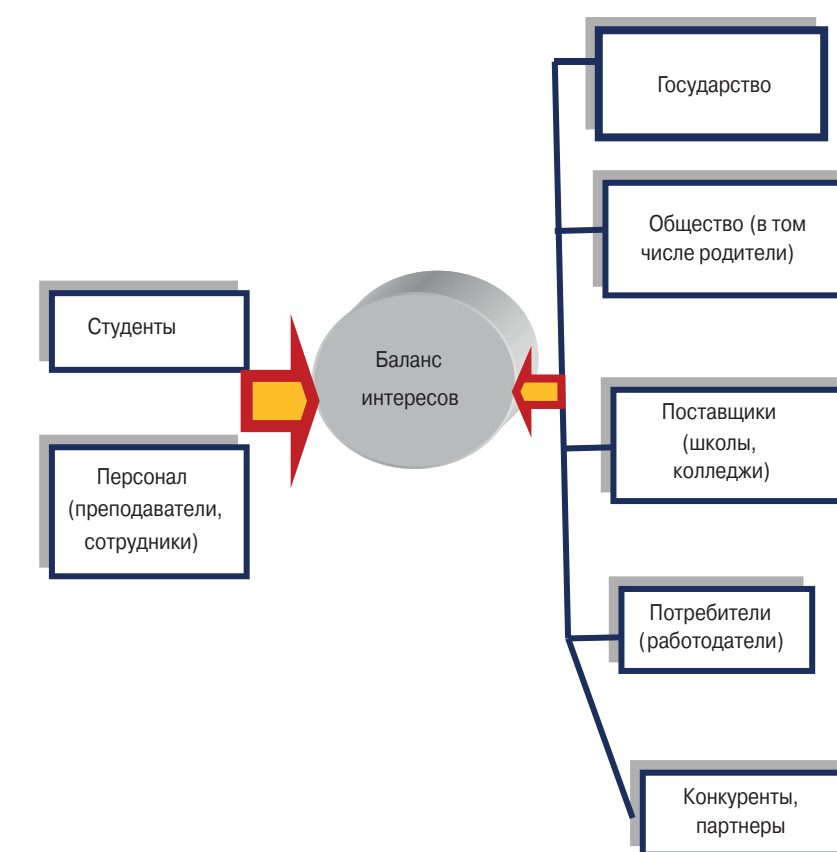 Государство
Общество (в том
числе родители)
Студенты
Баланс
интересов
Поставщики
(школы,
колледжи)
Персонал
(преподаватели,
сотрудники)
Потребители
(работодатели)
Конкуренты,
партнеры